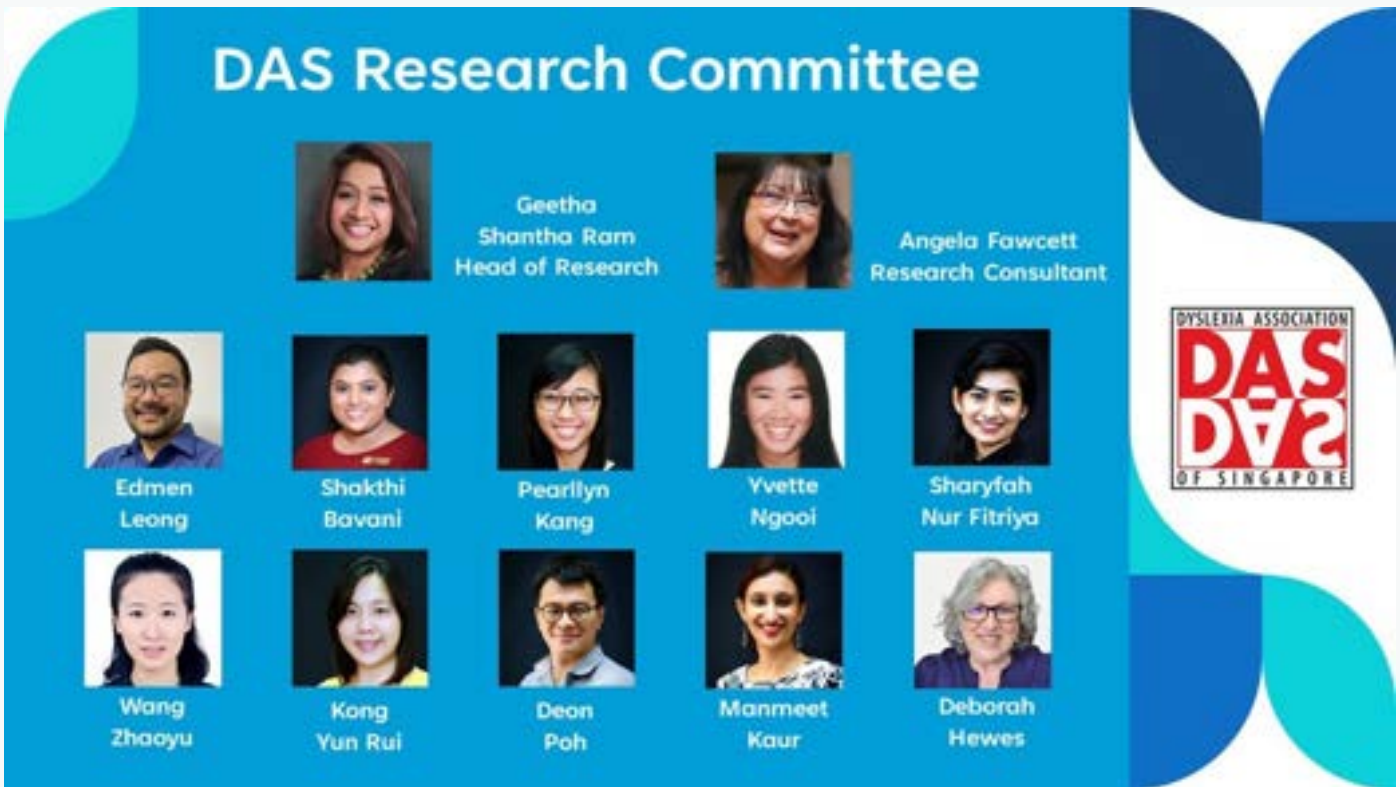 DAS Research Committee
Geetha
Shantha Ram
Head of Research
Angela Fawcett
Research Consultant
Edmen
Leong
Shakthi
Bavani
Pearllyn
Kang
Yvette
Ngooi
Sharyfah
Nur Fitriya
Wang
Zhaoyu
Kong
Yun Rui
Deon
Poh
Manmeet
Kaur
Deborah
Hewes
DYSLEXIA ASSOCIATION
DAS
DAS
OF SINGAPORE